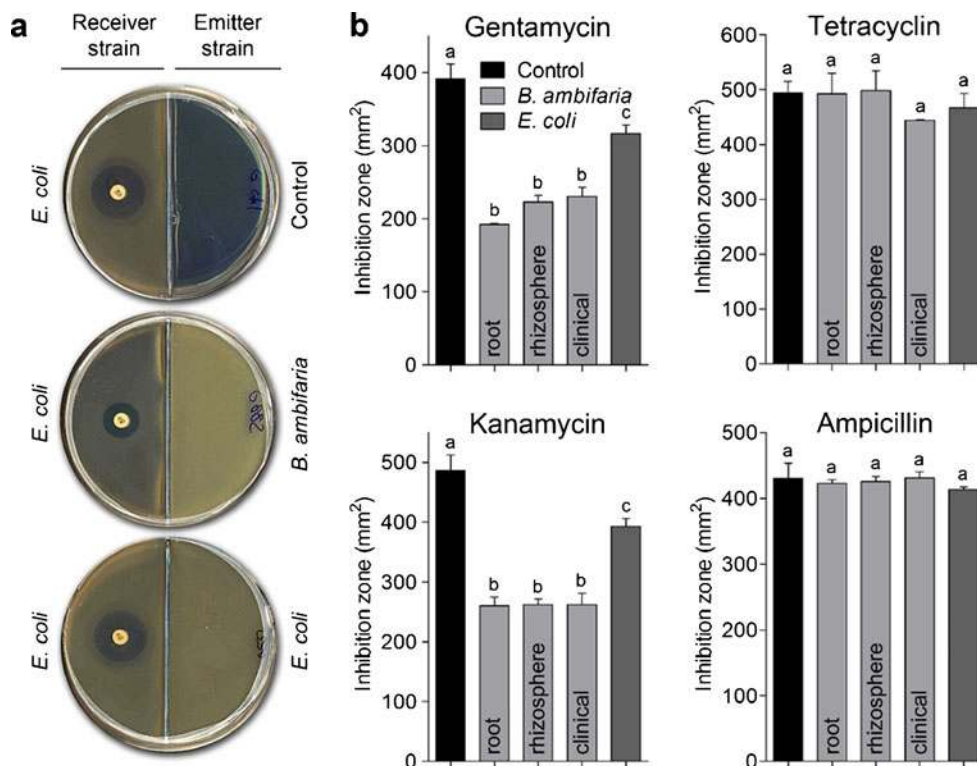 a
Receiver strain
Emitter strain
E. coli
Control
E. coli
B. ambifaria
E. coli
E. coli
b
Gentamycin
Control
B. ambifaria
E. coli
Inhibition zone (mm²)
400
300
200
100
0
a
b
b
b
c
root
rhizosphere
clinical
Tetracyclin
Inhibition zone (mm²)
600
500
400
300
200
100
0
a
a
a
a
a
root
rhizosphere
clinical
Kanamycin
Inhibition zone (mm²)
500
400
300
200
100
0
a
b
b
b
c
root
rhizosphere
clinical
Ampicillin
Inhibition zone (mm²)
500
400
300
200
100
0
a
a
a
a
a
root
rhizosphere
clinical